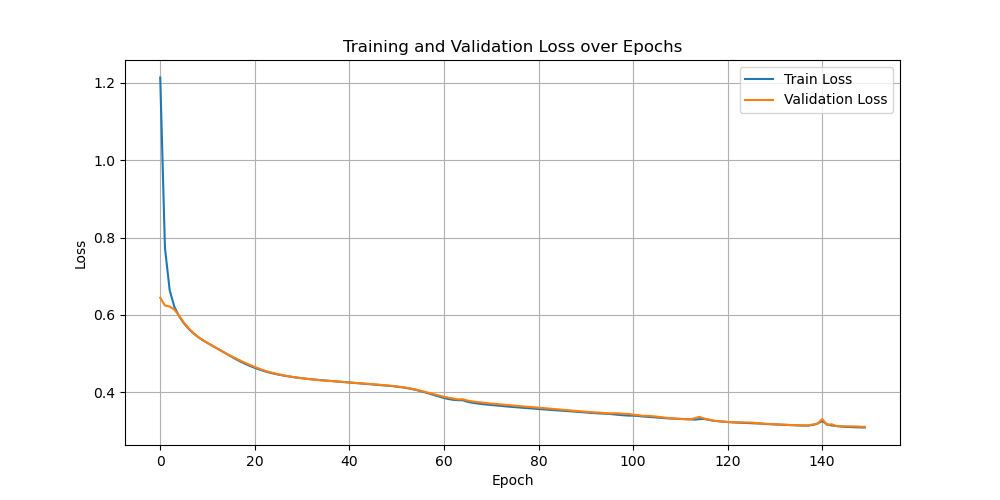 Training and Validation Loss over Epochs
Train Loss
Validation Loss
1.2
1.0
0.8
0.6
0.4
Loss
0 20 40 60 80 100 120 140
Epoch